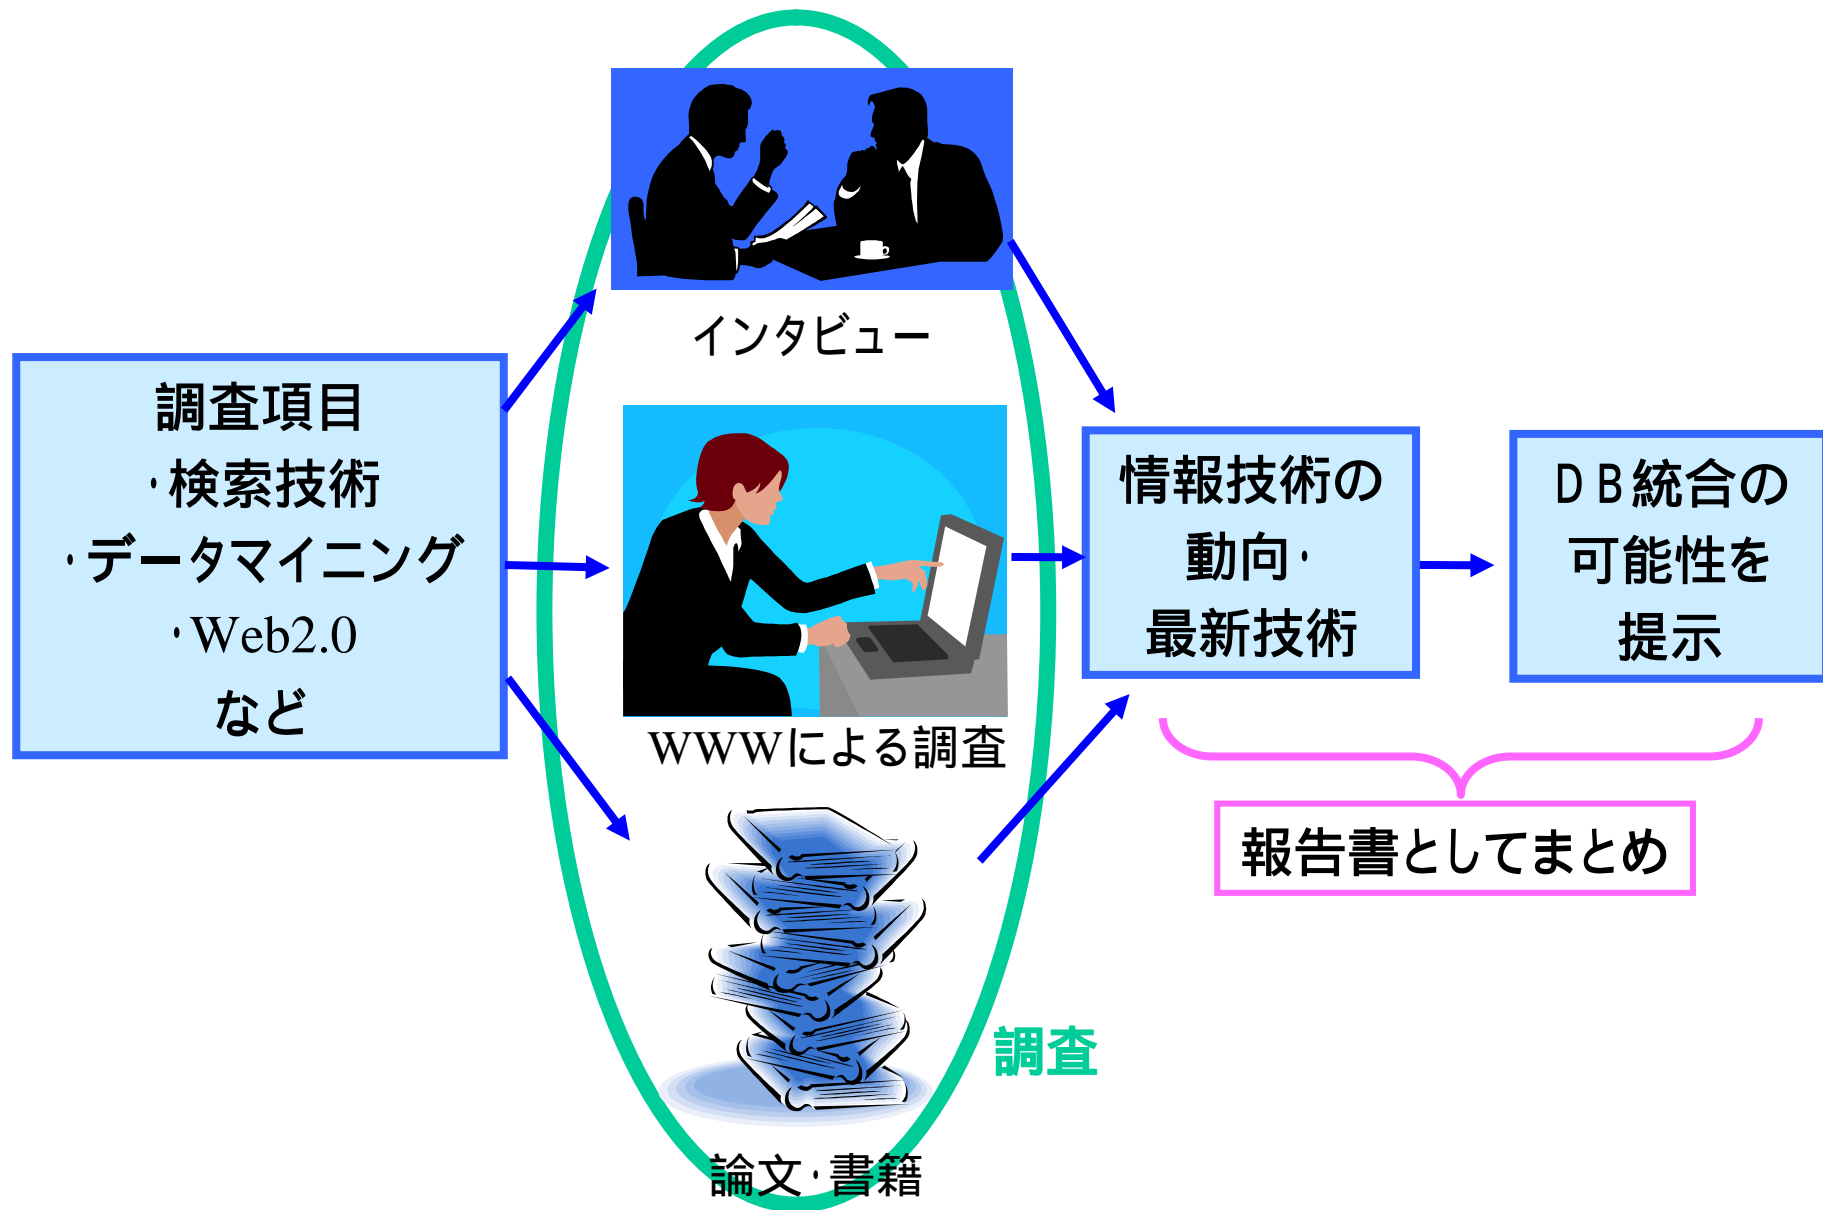 インタビュー
調査項目
・検索技術
・データマイニング
・Web2.0
など
WWWによる調査
論文・書籍
調査
情報技術の
動向・
最新技術
ＤＢ統合の
可能性を
提示
報告書としてまとめ